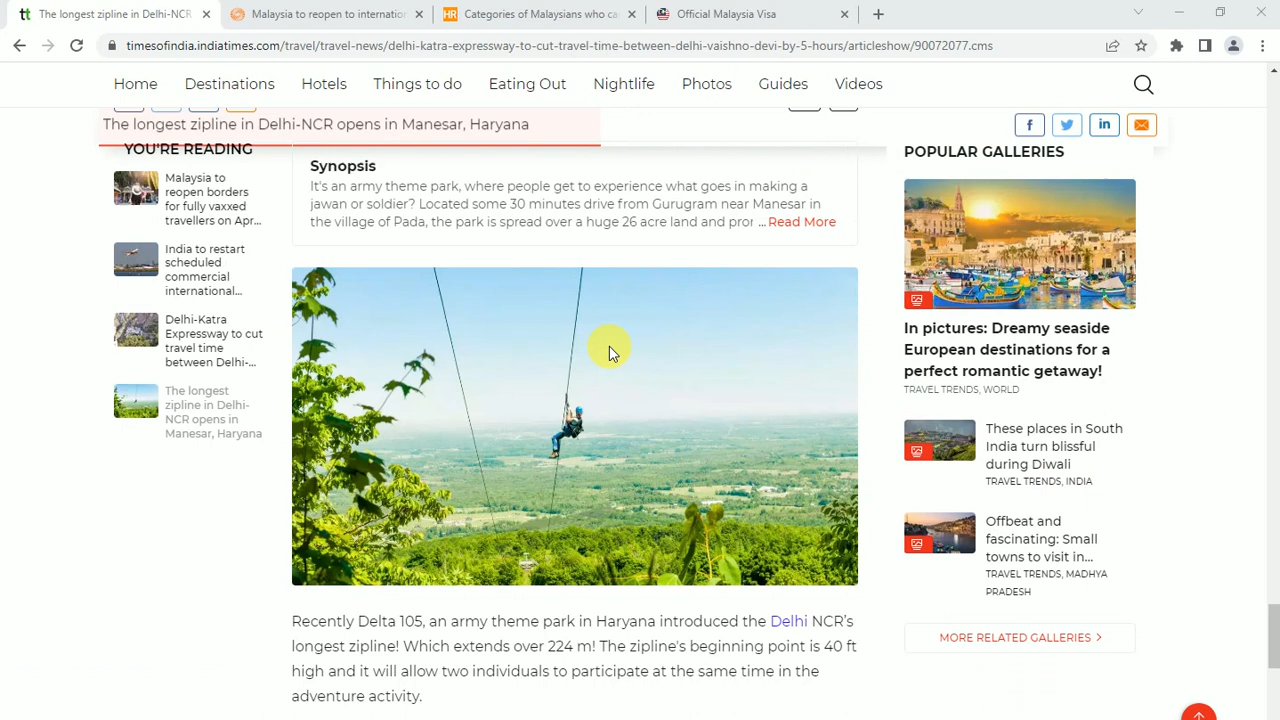 tt The longest zipline in Delhi-NCR
Malaysia to reopen to internatio
HR Categories of Malaysians who ca
Official Malaysia Visa
timesofindia.indiatimes.com/travel/travel-news/delhi-katra-expressway-to-cut-travel-time-between-delhi-vaishno-devi-by-5-hours/articleshow/90072077.cms
Home Destinations Hotels Things to do Eating Out Nightlife Photos Guides Videos
The longest zipline in Delhi-NCR opens in Manesar, Haryana
YOU'RE READING
Malaysia to
reopen borders
for fully vaxxed
travellers on Apr...
India to restart
scheduled
commercial
international...
Delhi-Katra
Expressway to cut
travel time
between Delhi-...
The longest
zipline in Delhi-
NCR opens in
Manesar, Haryana
Synopsis
It's an army theme park, where people get to experience what goes in making a
jawan or soldier? Located some 30 minutes drive from Gurugram near Manesar in
the village of Pada, the park is spread over a huge 26 acre land and pror ...Read More
Recently Delta 105, an army theme park in Haryana introduced the Delhi NCR's
longest zipline! Which extends over 224 m! The zipline's beginning point is 40 ft
high and it will allow two individuals to participate at the same time in the
adventure activity.
f in
POPULAR GALLERIES
In pictures: Dreamy seaside
European destinations for a
perfect romantic getaway!
TRAVEL TRENDS, WORLD
These places in South
India turn blissful
during Diwali
TRAVEL TRENDS, INDIA
Offbeat and
fascinating: Small
towns to visit in...
TRAVEL TRENDS, MADHYA
PRADESH
MORE RELATED GALLERIES